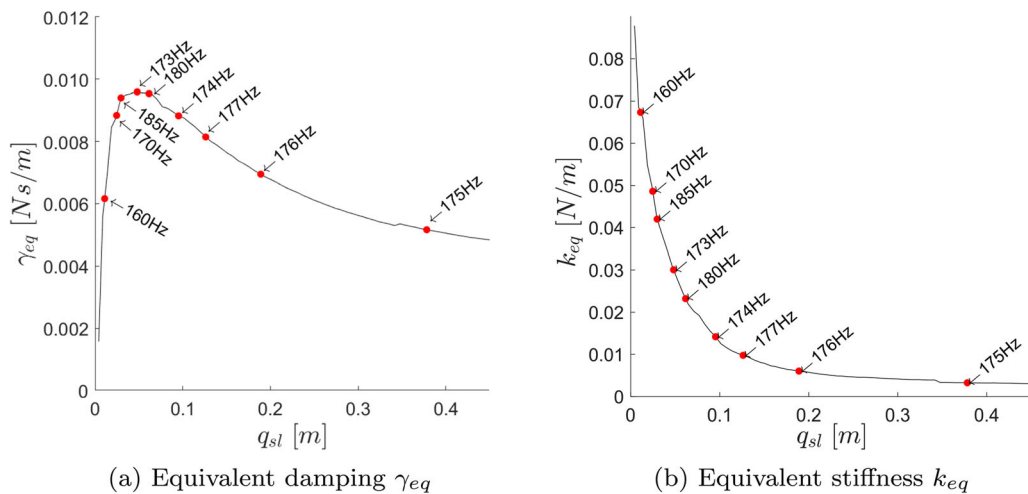 0.012
0.010
0.008
0.006
0.004
0.002
0
γeq [Ns/m]
173Hz
180Hz
174Hz
177Hz
185Hz
170Hz
176Hz
160Hz
175Hz
0 0.1 0.2 0.3 0.4
qsl [m]
(a) Equivalent damping γeq
0.08
0.07
0.06
0.05
0.04
0.03
0.02
0.01
0
keq [N/m]
160Hz
170Hz
185Hz
173Hz
180Hz
174Hz
177Hz
176Hz
175Hz
0 0.1 0.2 0.3 0.4
qsl [m]
(b) Equivalent stiffness keq